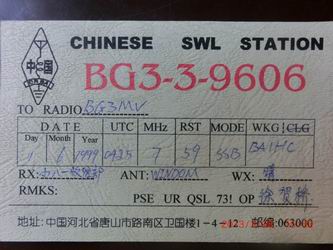 中国
CHINESE SWL STATION
BG3-3-9606
TO RADIO BG3MV
DATE UTC MHz RST MODE WKG CLG
Day Month Year
11 6 1999 0435 7 59 SSB BA1HC
RX: ANT: WINDOM WX: 晴
RMKS: PSE UR QSL 73! OP 徐贺
地址: 中国河北省唐山市路南区卫国楼1-4-12 邮编:063000